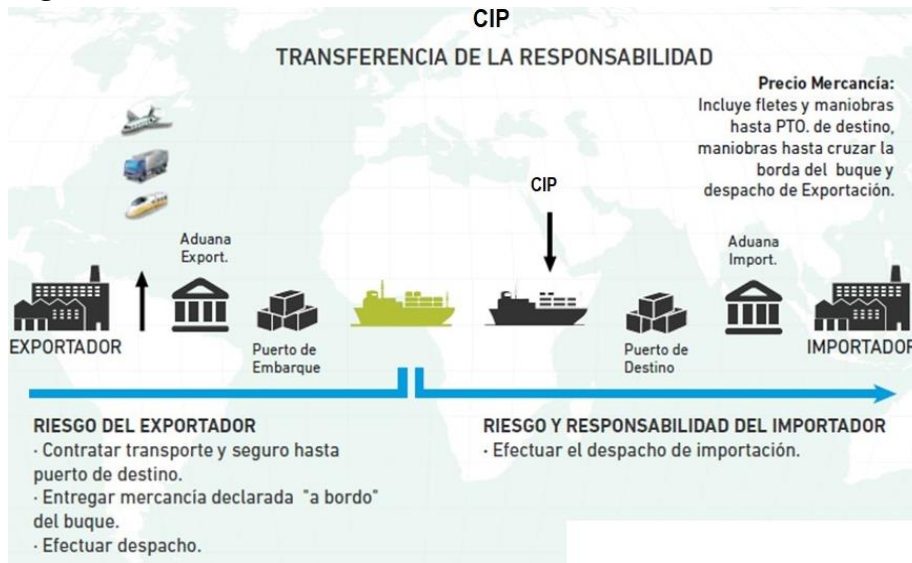 CIP
TRANSFERENCIA DE LA RESPONSABILIDAD
Precio Mercancía:
Incluye fletes y maniobras
hasta PTO. de destino,
maniobras hasta cruzar la
borda del buque y
despacho de Exportación.
CIP
Aduana
Export.
Aduana
Import.
EXPORTADOR
Puerto de
Embarque
Puerto de
Destino
IMPORTADOR
RIESGO DEL EXPORTADOR
· Contratar transporte y seguro hasta
puerto de destino.
· Entregar mercancía declarada "a bordo"
del buque.
· Efectuar despacho.
RIESGO Y RESPONSABILIDAD DEL IMPORTADOR
· Efectuar el despacho de importación.